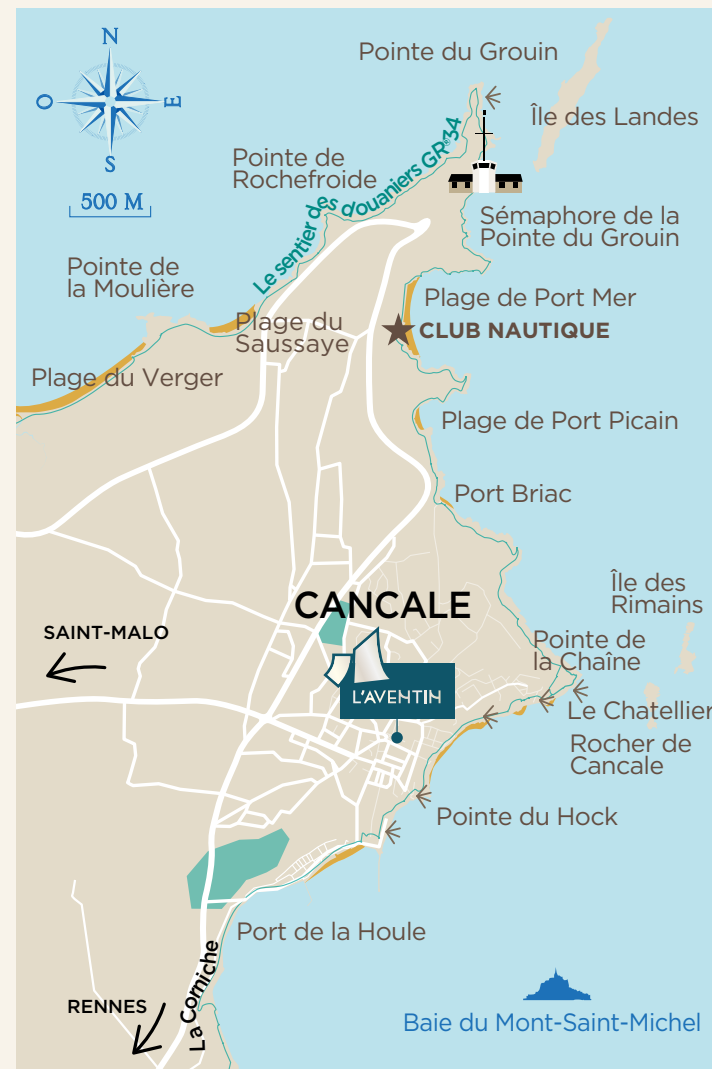 N
Pointe du Grouin
O
E
Île des Landes
S
500 M
Pointe de
Rochefroide
Le sentier des douaniers GR®34
Sémaphore de la
Pointe du Grouin
Pointe de
la Moulière
Plage de Port Mer
Plage du
Saussaye
CLUB NAUTIQUE
Plage du Verger
Plage de Port Picain
Port Briac
Île des
Rimains
CANCALE
SAINT-MALO
Pointe de
la Chaîne
L'AVENTIN
Le Chatellier
Rocher de
Cancale
Pointe du Hock
Port de la Houle
La Corniche
RENNES
Baie du Mont-Saint-Michel